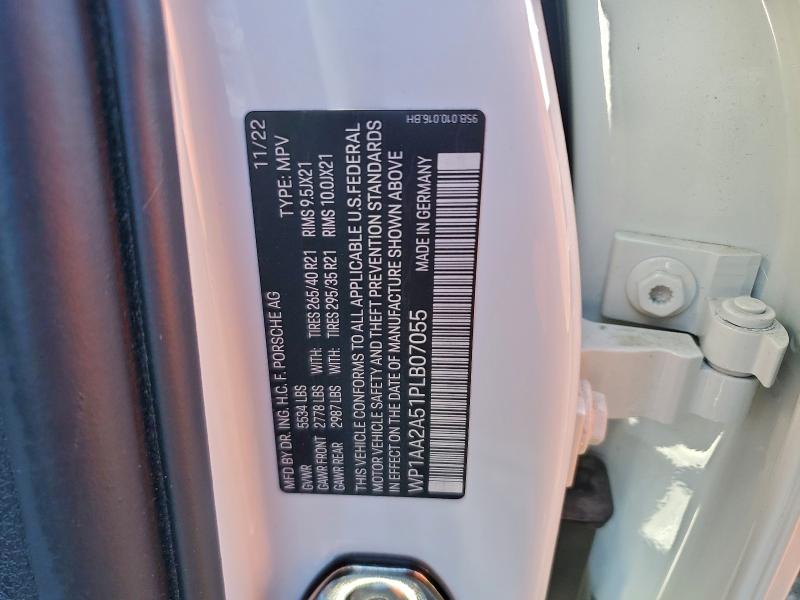 MFD BY DR. ING. H.C. F. PORSCHE AG 11/22
GVWR 5534 LBS TYPE: MPV
GAWR FRONT 2778 LBS WITH: TIRES 265/40 R21 RIMS 9.5JX21
GAWR REAR 2987 LBS WITH: TIRES 295/35 R21 RIMS 10.0JX21
THIS VEHICLE CONFORMS TO ALL APPLICABLE U.S. FEDERAL
MOTOR VEHICLE SAFETY AND THEFT PREVENTION STANDARDS
IN EFFECT ON THE DATE OF MANUFACTURE SHOWN ABOVE
WP1AA2A51PLB07055 MADE IN GERMANY
95B.010.016.BH